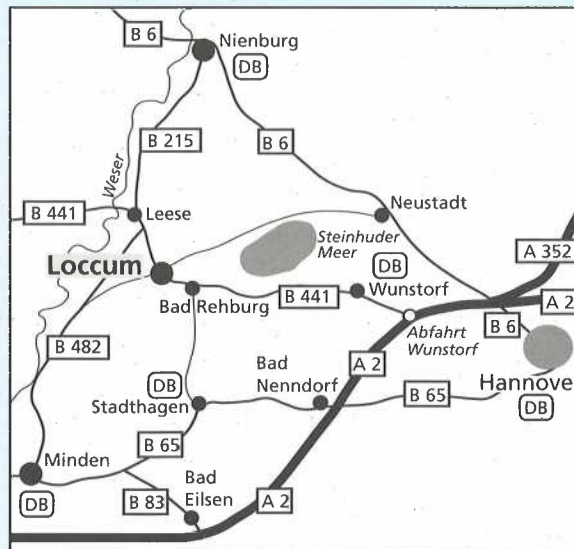 B 6
Nienburg
DB
B 215
B 6
Weser
B 441
Leese
Neustadt
Steinhuder
Meer
A 352
Loccum
DB
A 2
Bad Rehburg
B 441
Wunstorf
B 6
Abfahrt
Wunstorf
B 482
A 2
Bad
Nenndorf
Hannove
DB
DB
Stadthagen
B 65
B 65
Minden
DB
Bad
Eilsen
B 83
A 2